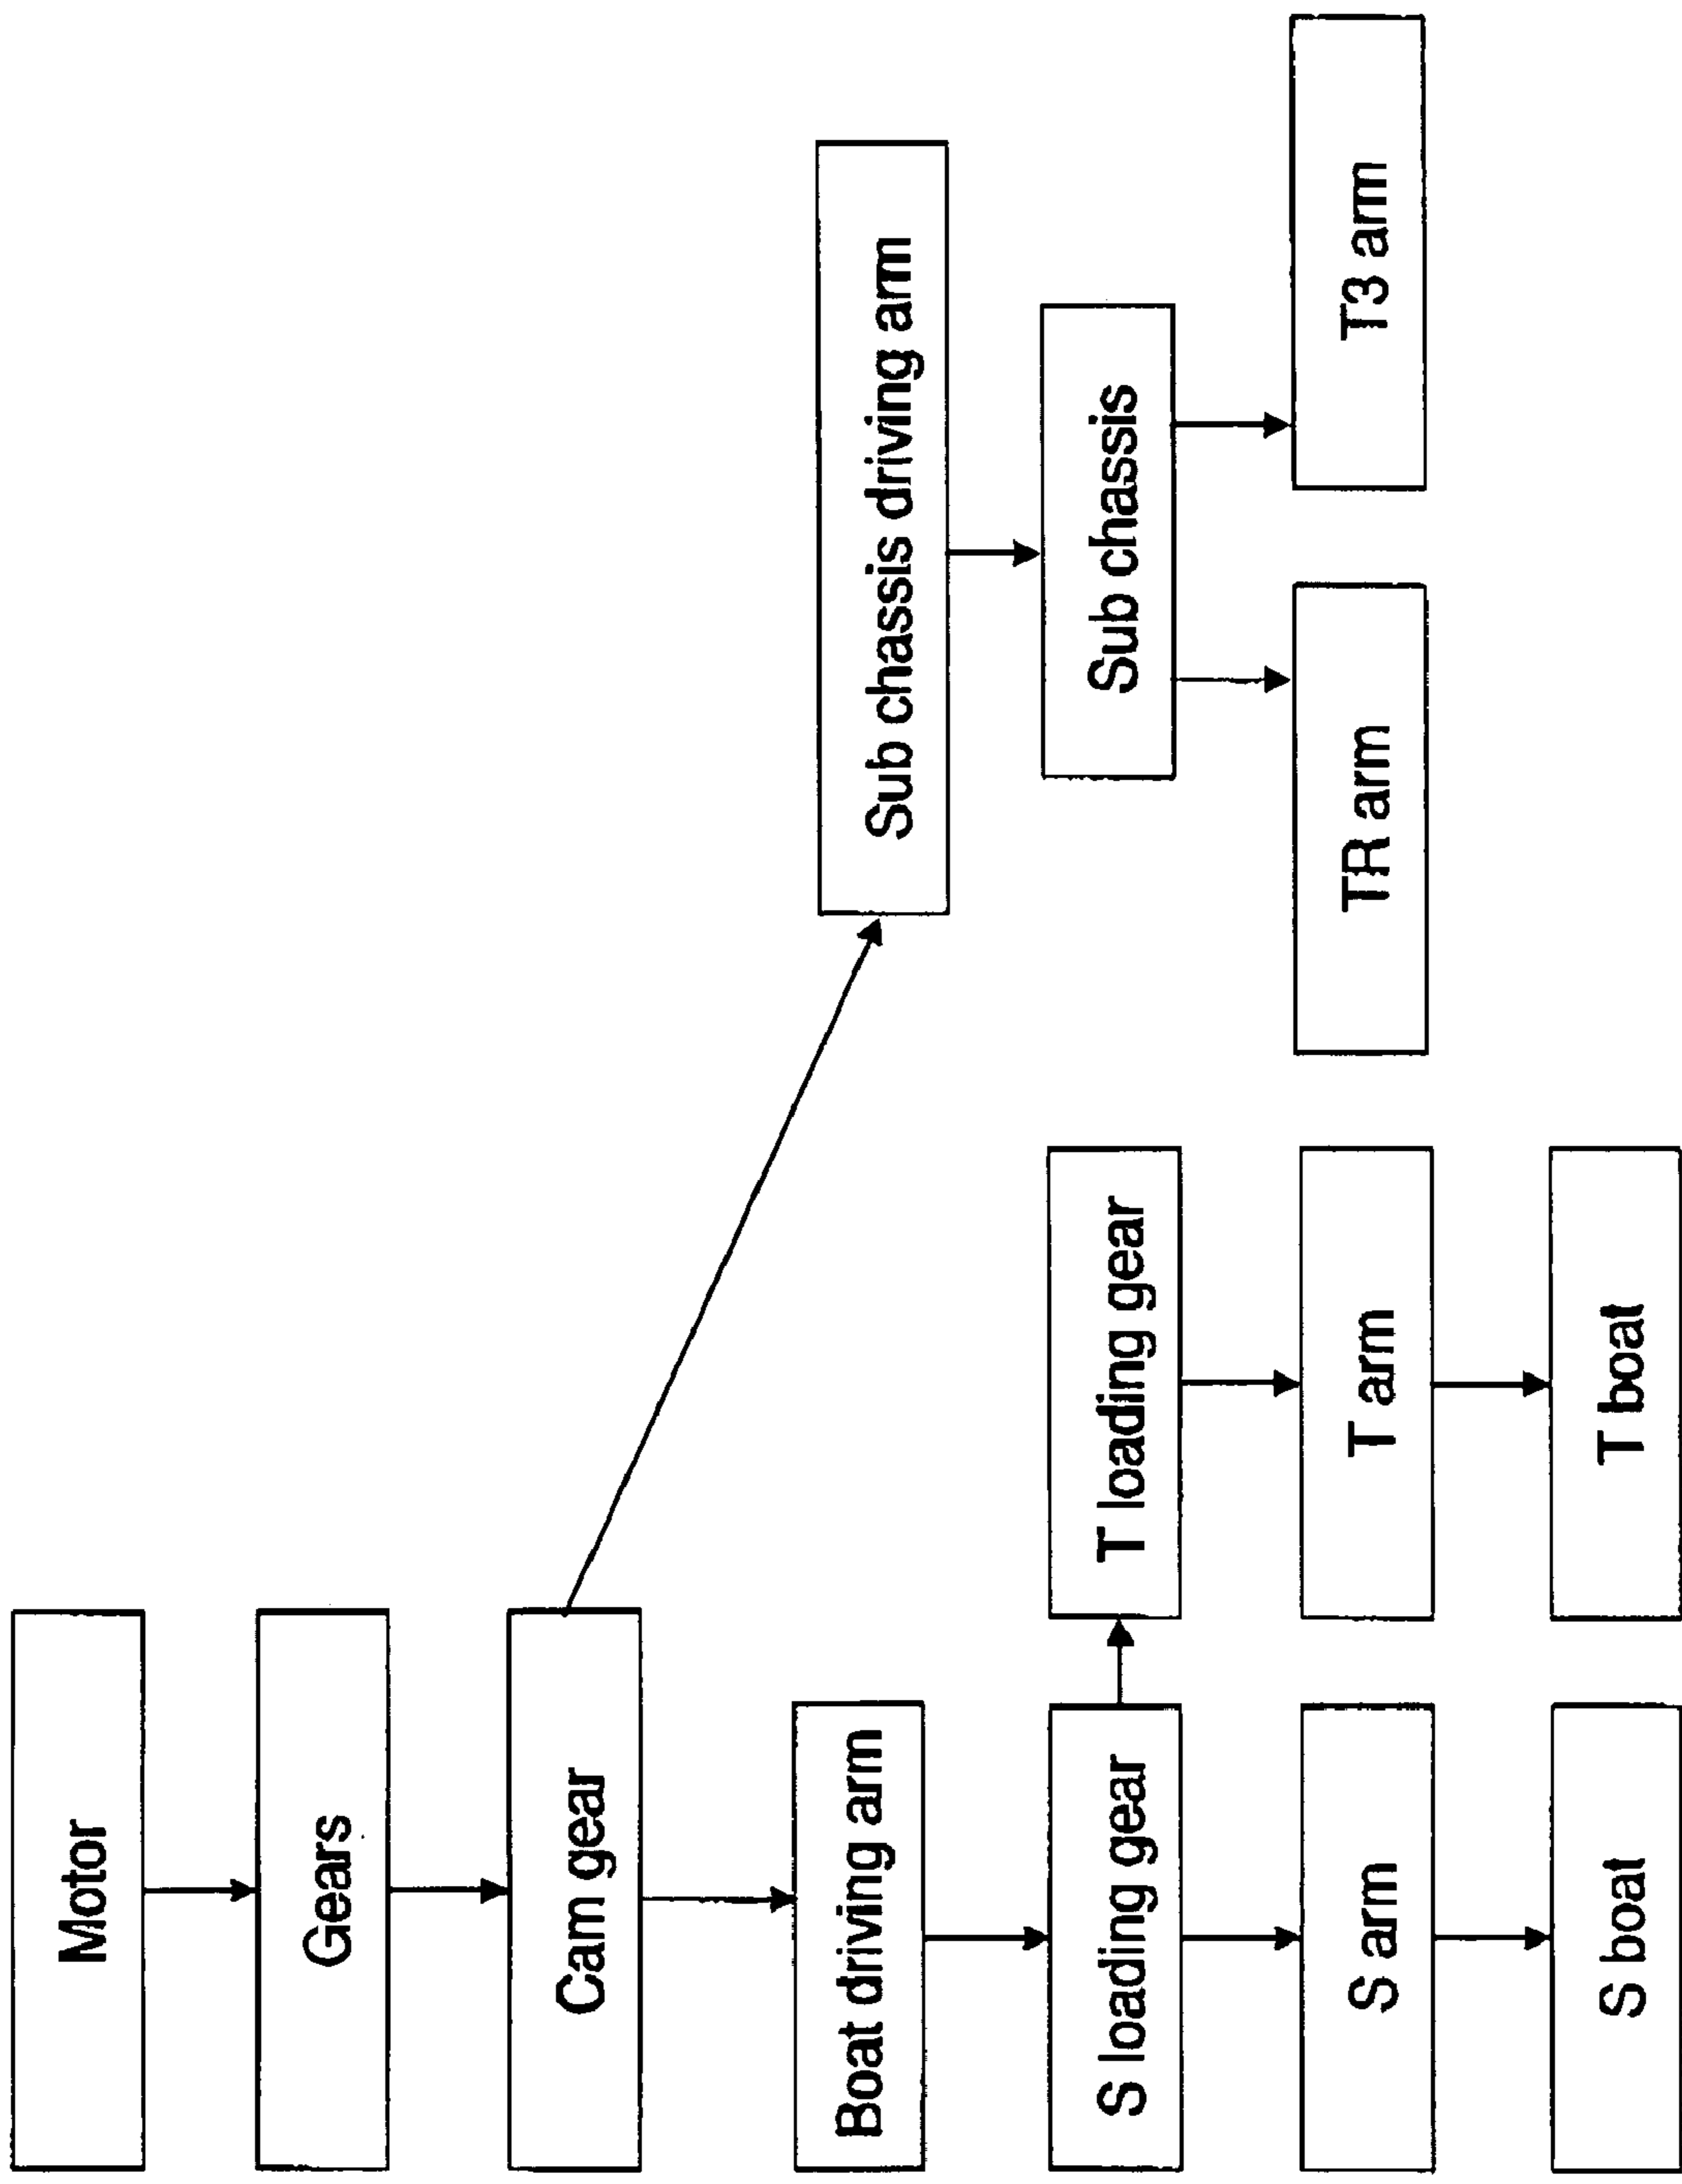 Motor
Gears
Cam gear
Boat driving arm
Sub chassis driving arm
S loading gear
T loading gear
Sub chassis
S arm
T arm
TR arm
T3 arm
S boat
T boat